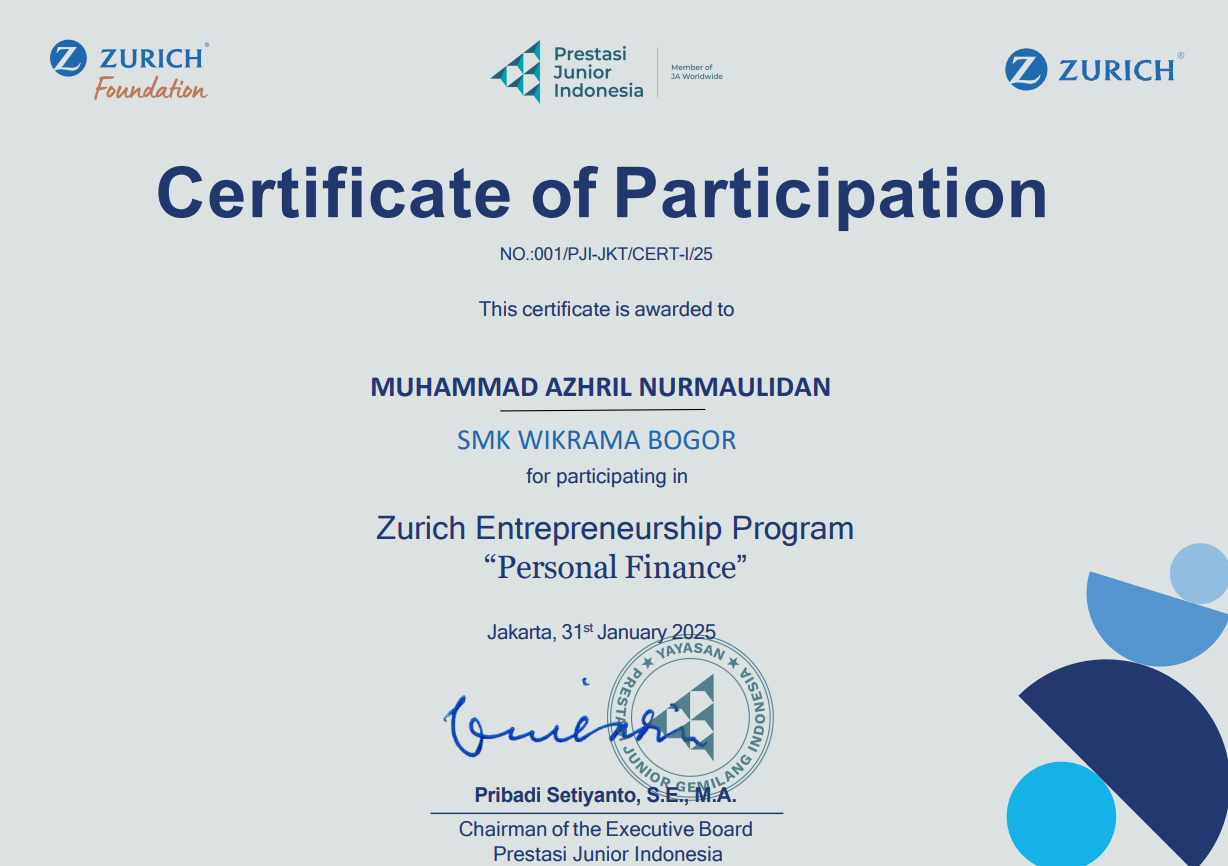 ZURICH®
Foundation
Prestasi
Junior
Indonesia
Member of
JA Worldwide
ZURICH®
Certificate of Participation
NO.:001/PJI-JKT/CERT-I/25
This certificate is awarded to
MUHAMMAD AZHRIL NURMAULIDAN
SMK WIKRAMA BOGOR
for participating in
Zurich Entrepreneurship Program
“Personal Finance”
Jakarta, 31st January 2025
★ YAYASAN ★
PRESTASI JUNIOR GEMILANG INDONESIA
Pribadi Setiyanto, S.E., M.A.
Chairman of the Executive Board
Prestasi Junior Indonesia